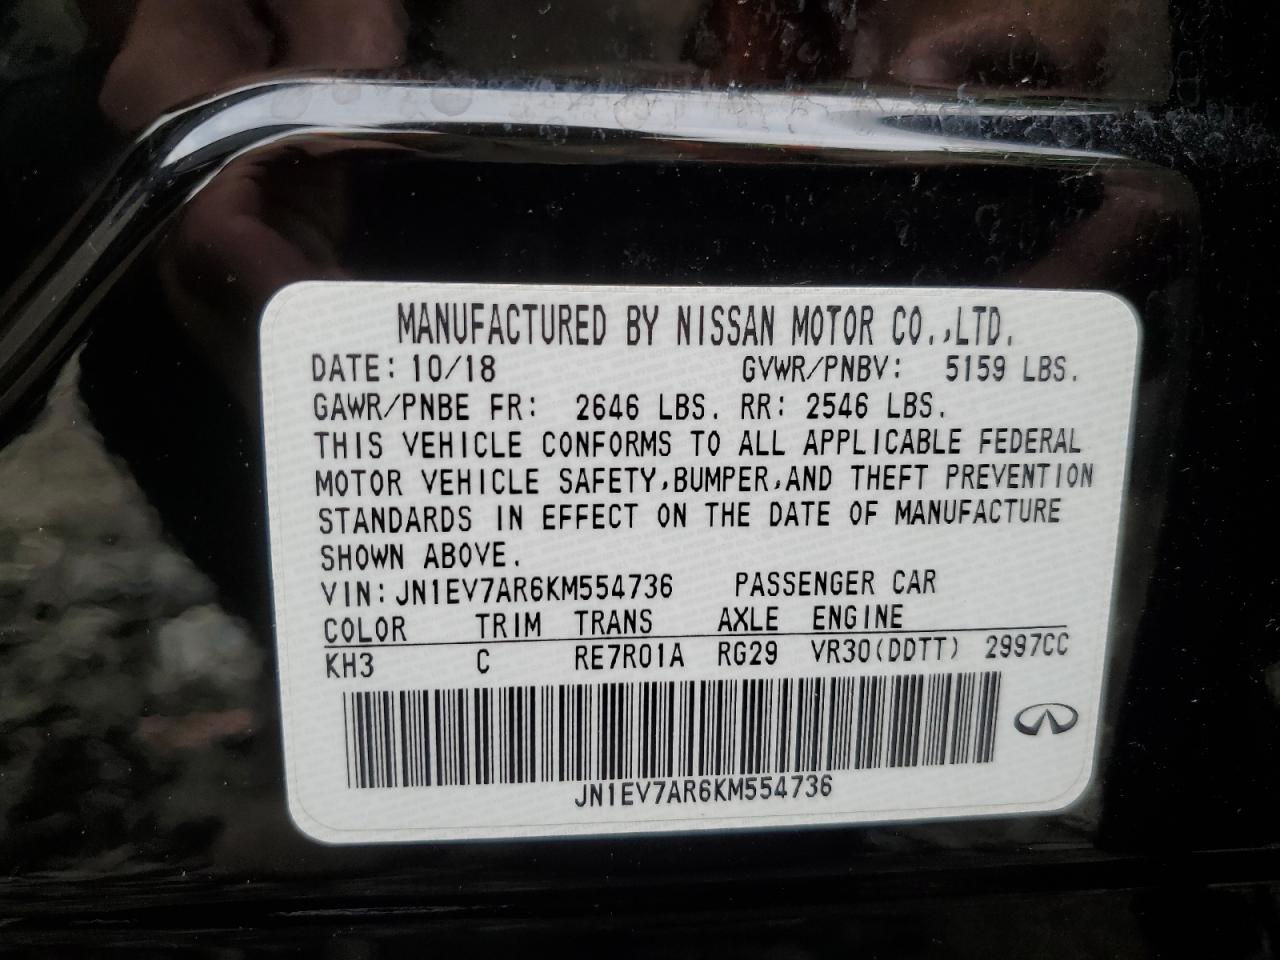 MANUFACTURED BY NISSAN MOTOR CO.,LTD.
DATE: 10/18 GVWR/PNBV: 5159 LBS.
GAWR/PNBE FR: 2646 LBS. RR: 2546 LBS.
THIS VEHICLE CONFORMS TO ALL APPLICABLE FEDERAL
MOTOR VEHICLE SAFETY,BUMPER,AND THEFT PREVENTION
STANDARDS IN EFFECT ON THE DATE OF MANUFACTURE
SHOWN ABOVE.
VIN:JN1EV7AR6KM554736 PASSENGER CAR
COLOR TRIM TRANS AXLE ENGINE
KH3 C RE7R01A RG29 VR30(DDTT) 2997CC
JN1EV7AR6KM554736